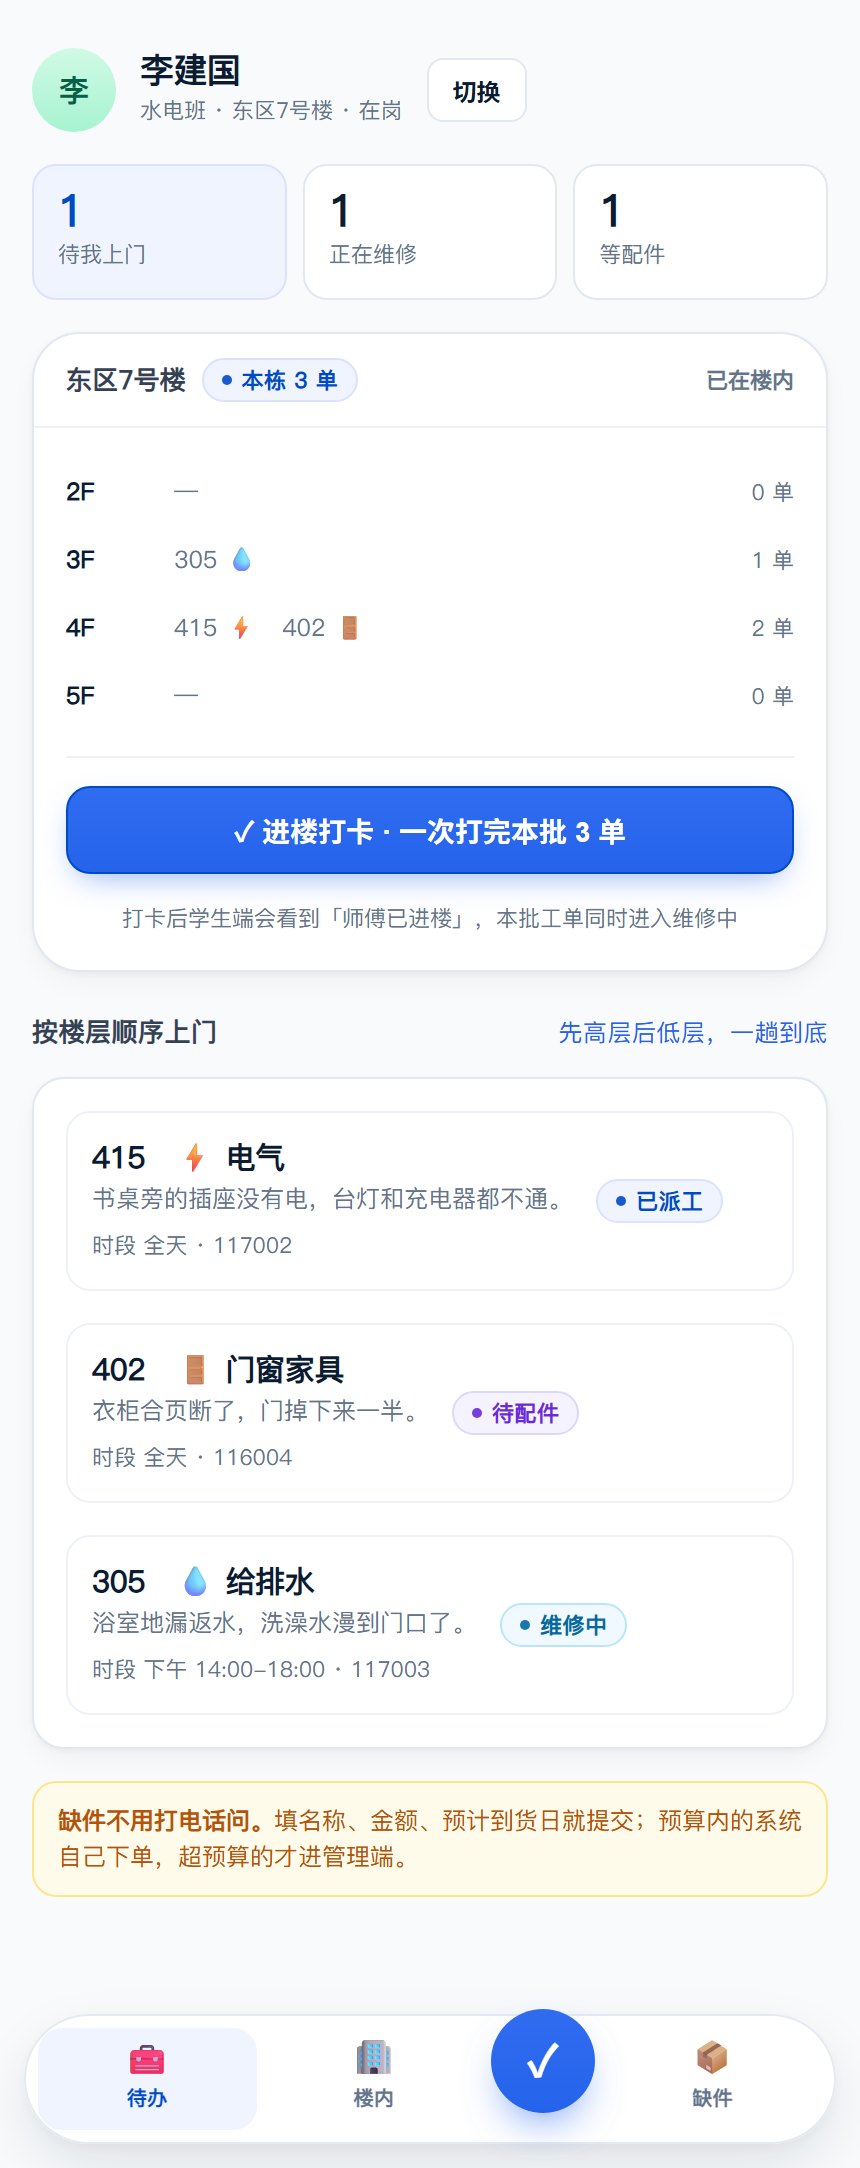 李
李建国
水电班 · 东区7号楼 · 在岗
切换
1
待我上门
1
正在维修
1
等配件
东区7号楼
本栋 3 单
已在楼内
2F — 0 单
3F 305 1 单
4F 415 402 2 单
5F — 0 单
✓ 进楼打卡 · 一次打完本批 3 单
打卡后学生端会看到「师傅已进楼」，本批工单同时进入维修中
按楼层顺序上门
先高层后低层，一趟到底
415 电气
书桌旁的插座没有电，台灯和充电器都不通。
已派工
时段 全天 · 117002
402 门窗家具
衣柜合页断了，门掉下来一半。
待配件
时段 全天 · 116004
305 给排水
浴室地漏返水，洗澡水漫到门口了。
维修中
时段 下午 14:00–18:00 · 117003
缺件不用打电话问。填名称、金额、预计到货日就提交；预算内的系统
自己下单，超预算的才进管理端。
待办
楼内
✓
缺件